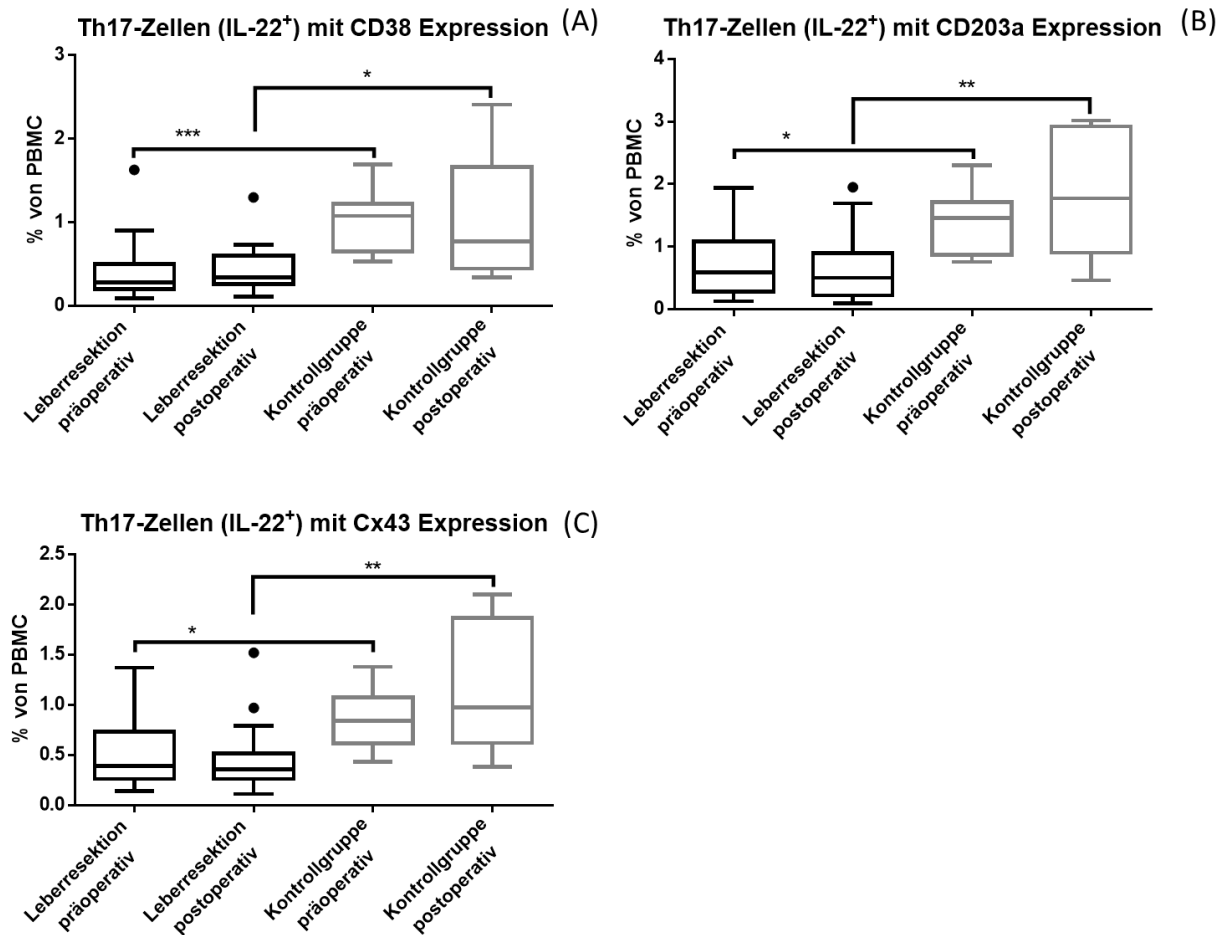 Th17-Zellen (IL-22⁺) mit CD38 Expression (A)
% von PBMC
3
2
1
0
***
*
Leberresektion
präoperativ
Leberresektion
postoperativ
Kontrollgruppe
präoperativ
Kontrollgruppe
postoperativ
Th17-Zellen (IL-22⁺) mit CD203a Expression (B)
% von PBMC
4
3
2
1
0
*
**
Leberresektion
präoperativ
Leberresektion
postoperativ
Kontrollgruppe
präoperativ
Kontrollgruppe
postoperativ
Th17-Zellen (IL-22⁺) mit Cx43 Expression (C)
% von PBMC
2.5
2.0
1.5
1.0
0.5
0.0
*
**
Leberresektion
präoperativ
Leberresektion
postoperativ
Kontrollgruppe
präoperativ
Kontrollgruppe
postoperativ